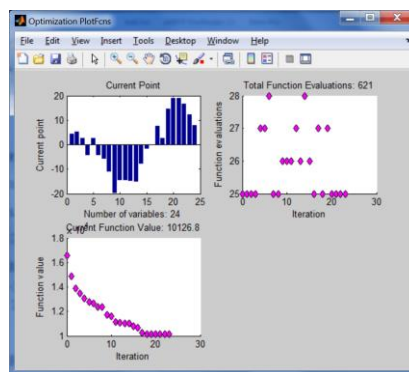 Optimization PlotFcns
File Edit View Insert Tools Desktop Window Help
Current Point
20
10
0
-10
-20
Current point
0 5 10 15 20 25
Number of variables: 24
Total Function Evaluations: 621
28
27
26
25
Function evaluations
0 10 20 30
Iteration
Current Function Value: 10126.8
1.8
1.6
1.4
1.2
1
Function value
0 10 20 30
Iteration